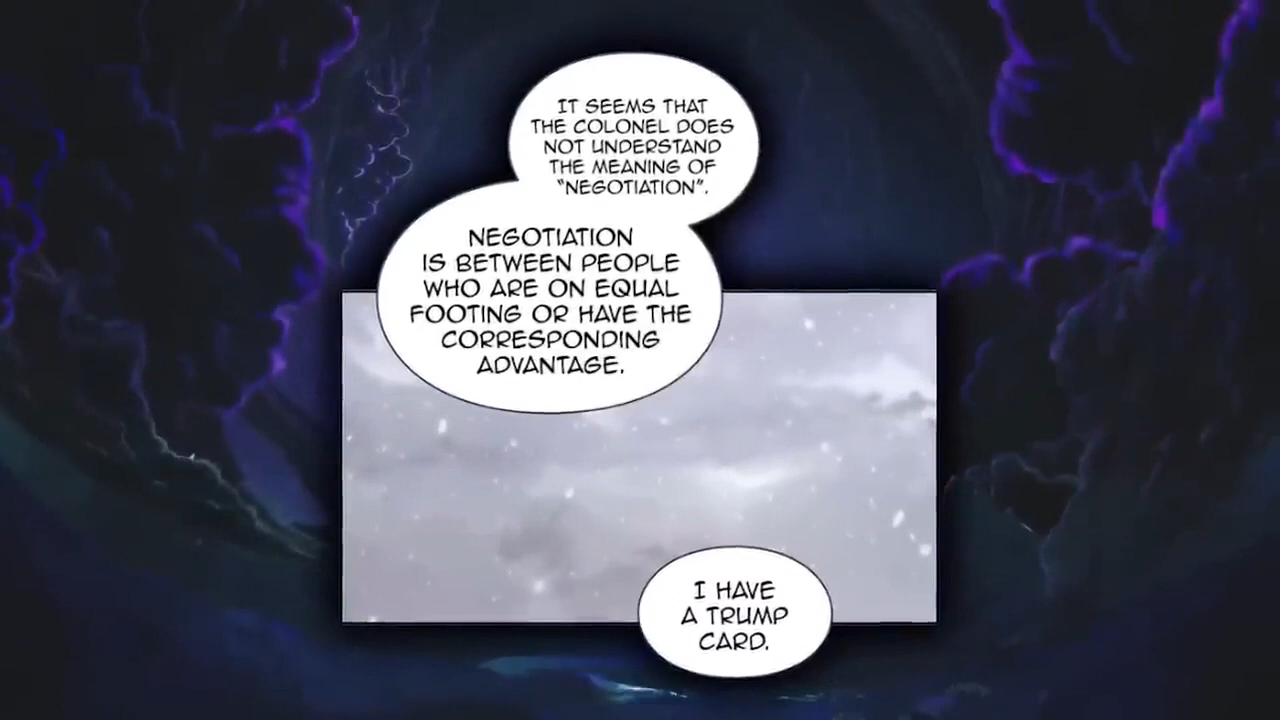 IT SEEMS THAT
THE COLONEL DOES
NOT UNDERSTAND
THE MEANING OF
"NEGOTIATION".
NEGOTIATION
IS BETWEEN PEOPLE
WHO ARE ON EQUAL
FOOTING OR HAVE THE
CORRESPONDING
ADVANTAGE.
I HAVE
A TRUMP
CARD.